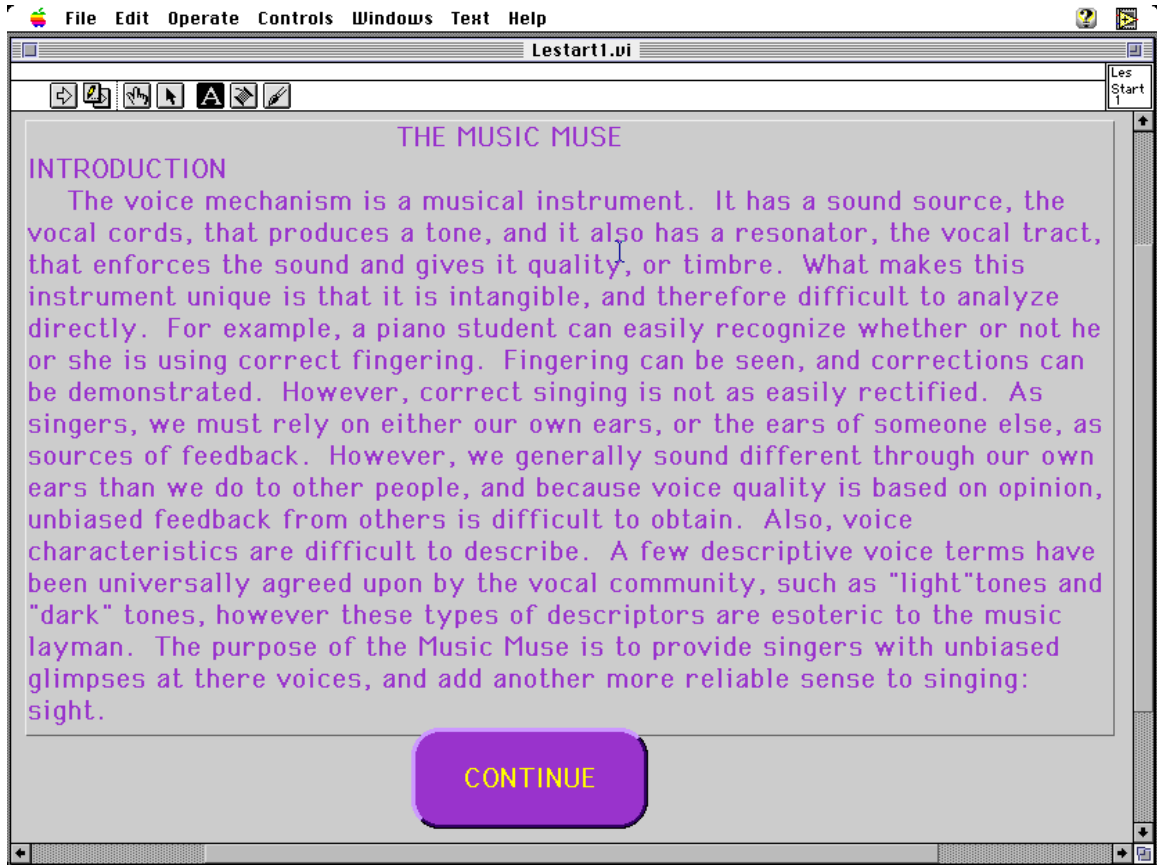 File Edit Operate Controls Windows Text Help
Lestart1.vi
Les
Start
1
A
THE MUSIC MUSE
INTRODUCTION
The voice mechanism is a musical instrument. It has a sound source, the
vocal cords, that produces a tone, and it also has a resonator, the vocal tract,
that enforces the sound and gives it quality, or timbre. What makes this
instrument unique is that it is intangible, and therefore difficult to analyze
directly. For example, a piano student can easily recognize whether or not he
or she is using correct fingering. Fingering can be seen, and corrections can
be demonstrated. However, correct singing is not as easily rectified. As
singers, we must rely on either our own ears, or the ears of someone else, as
sources of feedback. However, we generally sound different through our own
ears than we do to other people, and because voice quality is based on opinion,
unbiased feedback from others is difficult to obtain. Also, voice
characteristics are difficult to describe. A few descriptive voice terms have
been universally agreed upon by the vocal community, such as "light"tones and
"dark" tones, however these types of descriptors are esoteric to the music
layman. The purpose of the Music Muse is to provide singers with unbiased
glimpses at there voices, and add another more reliable sense to singing:
sight.
CONTINUE